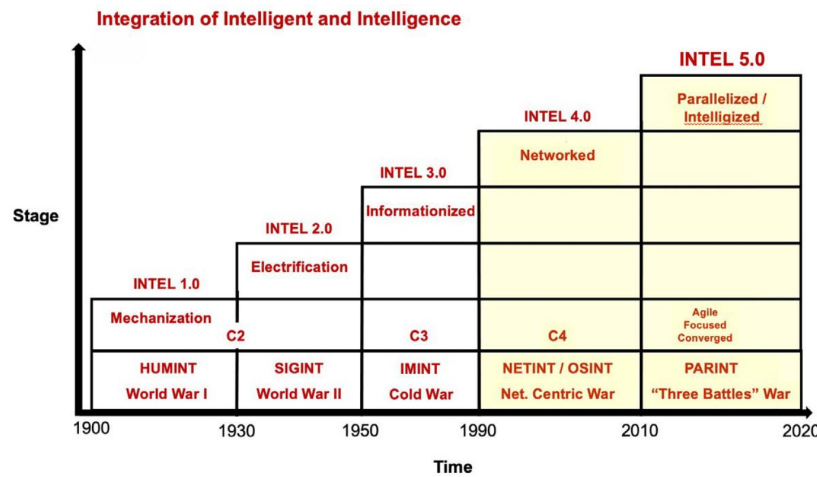 Integration of Intelligent and Intelligence
INTEL 5.0
Parallelized /
Intelligized
INTEL 4.0
Networked
INTEL 3.0
Informationized
Stage
INTEL 2.0
Electrification
INTEL 1.0
Mechanization
C2
C3
C4
Agile
Focused
Converged
HUMINT
World War I
SIGINT
World War II
IMINT
Cold War
NETINT / OSINT
Net. Centric War
PARINT
“Three Battles” War
1900
1930
1950
1990
2010
2020
Time